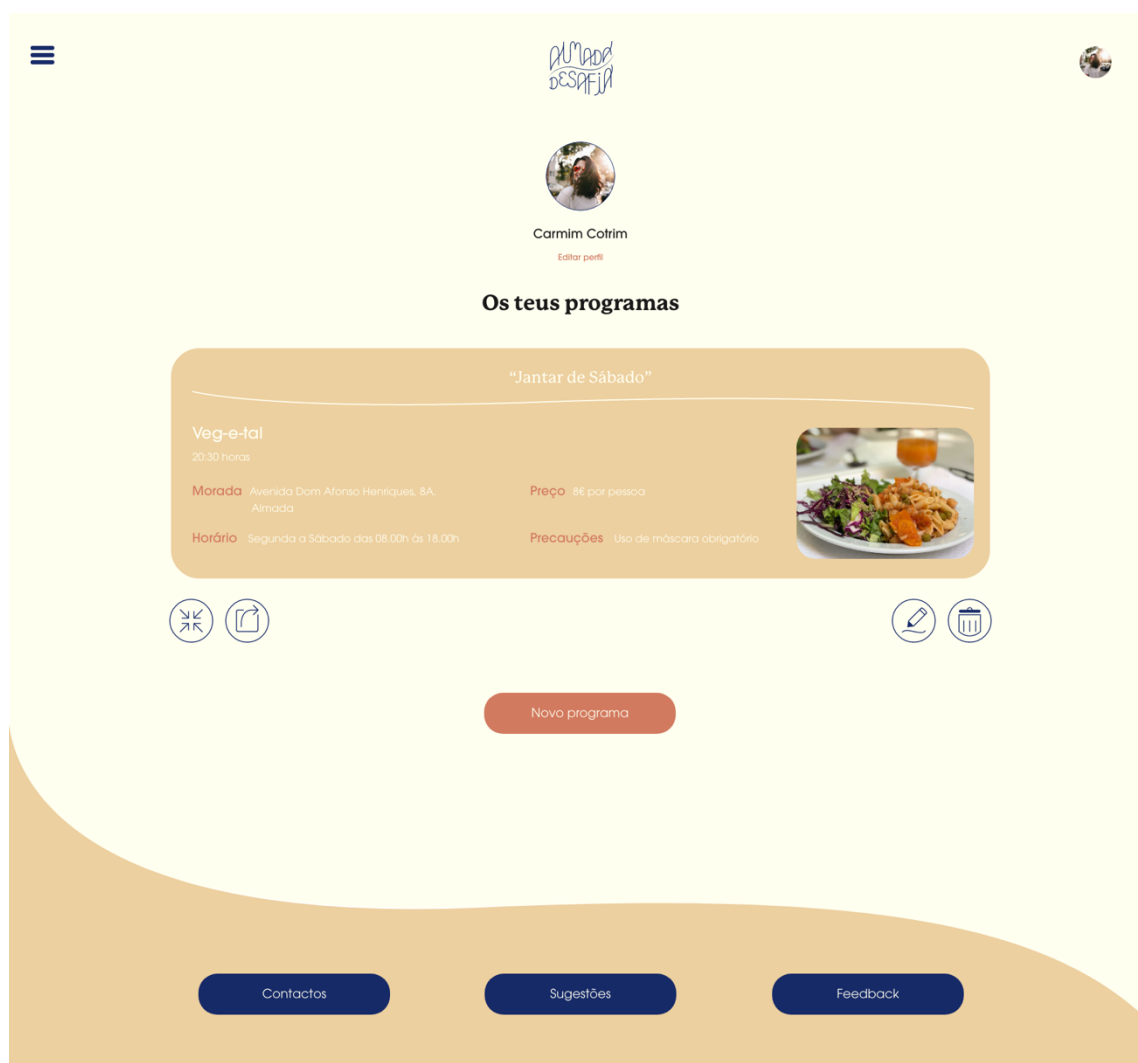 ALMADA
DESAFIA
Carmim Cotrim
Editar perfil
Os teus programas
“Jantar de Sábado”
Veg-e-tal
20:30 horas
Morada Avenida Dom Afonso Henriques, 8A,
Almada
Preço 8€ por pessoa
Horário Segunda a Sábado das 08.00h às 18.00h
Precauções Uso de máscara obrigatório
Novo programa
Contactos
Sugestões
Feedback